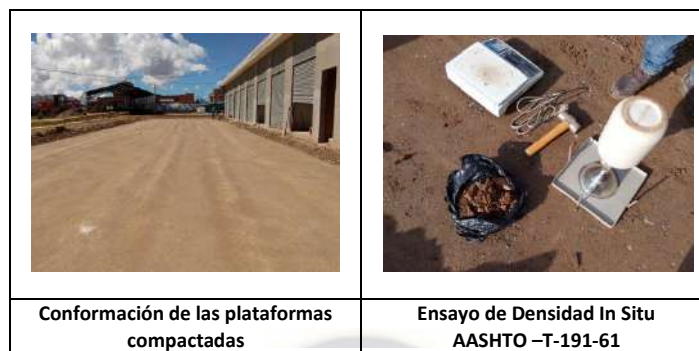 Conformación de las plataformas
compactadas
Ensayo de Densidad In Situ
AASHTO –T-191-61